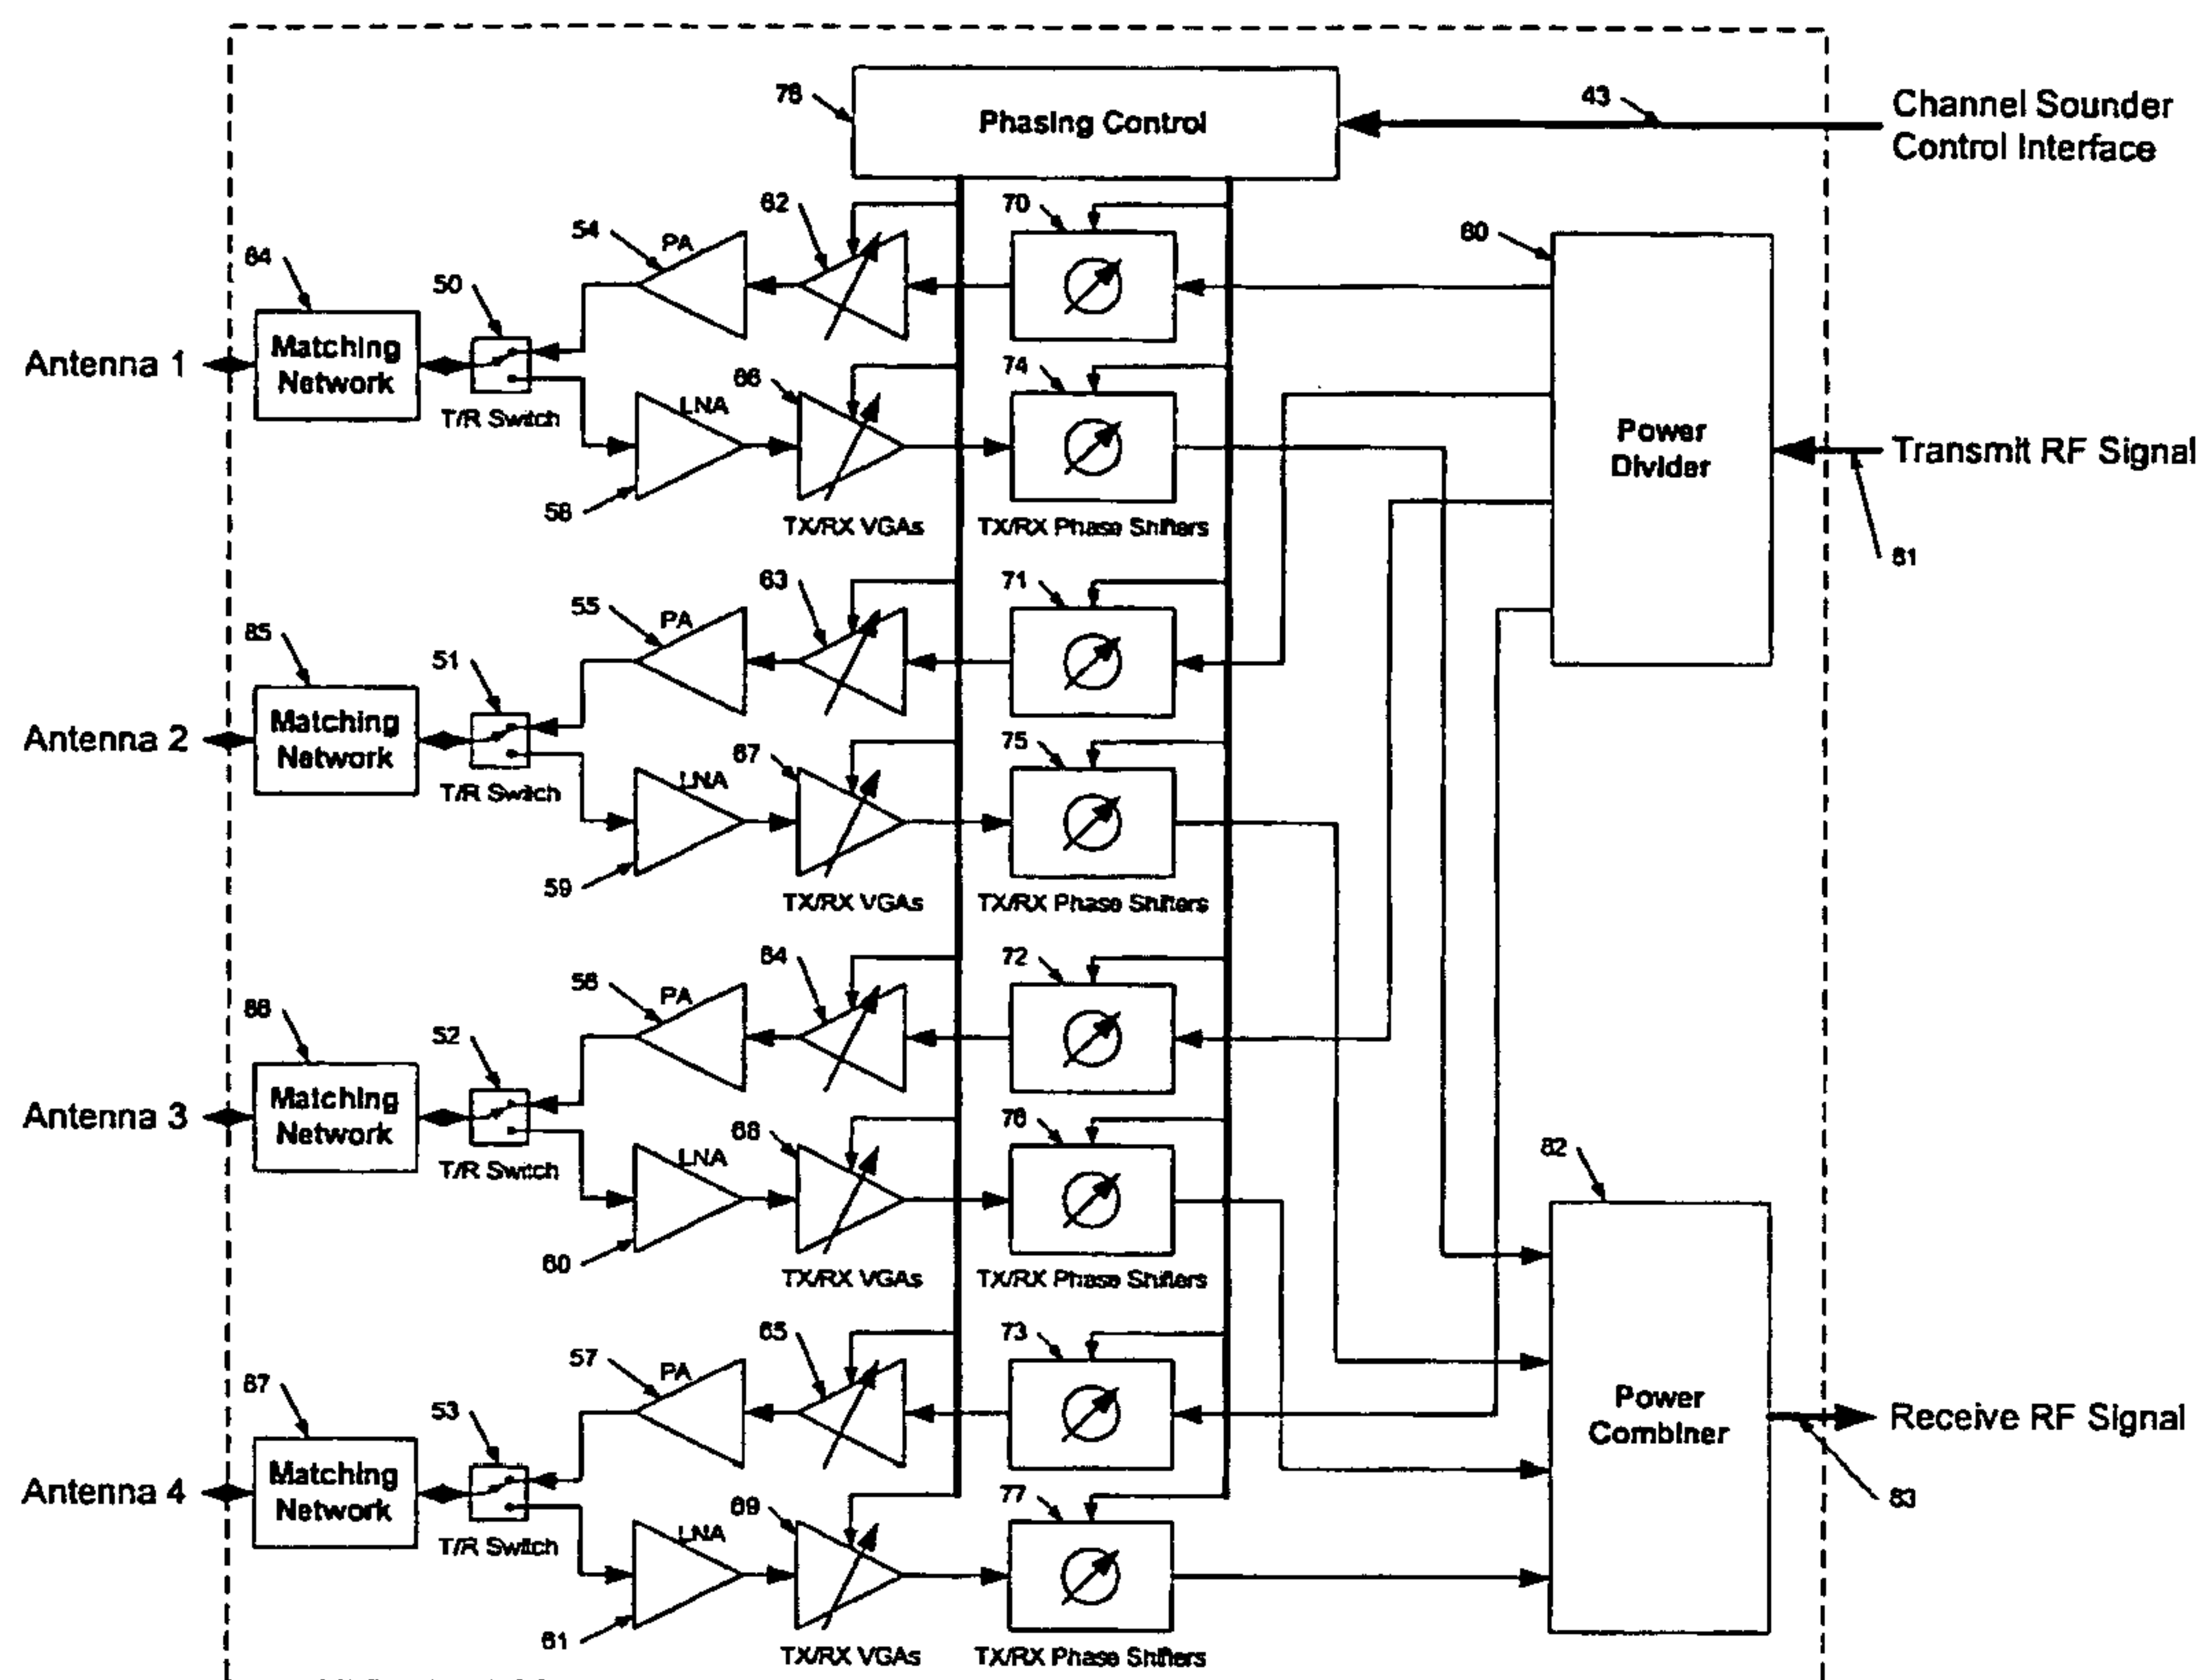 78
Phasing Control
43
Channel Sounder
Control Interface
84
50
54
PA
62
70
80
Antenna 1
Matching
Network
T/R Switch
58
LNA
66
74
TX/RX VGAs
TX/RX Phase Shifters
Power
Divider
Transmit RF Signal
81
85
51
55
PA
63
71
Antenna 2
Matching
Network
T/R Switch
59
LNA
67
75
TX/RX VGAs
TX/RX Phase Shifters
86
52
56
PA
64
72
Antenna 3
Matching
Network
T/R Switch
60
LNA
68
76
TX/RX VGAs
TX/RX Phase Shifters
82
87
53
57
PA
65
73
Antenna 4
Matching
Network
T/R Switch
61
LNA
69
77
TX/RX VGAs
TX/RX Phase Shifters
Power
Combiner
Receive RF Signal
83